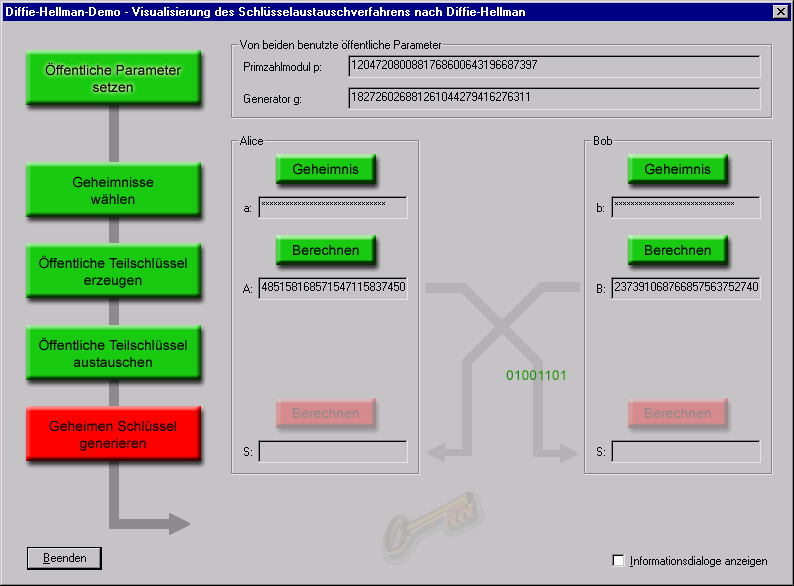 Diffie-Hellman-Demo - Visualisierung des Schlüsselaustauschverfahrens nach Diffie-Hellman
Öffentliche Parameter
setzen
Geheimnisse
wählen
Öffentliche Teilschlüssel
erzeugen
Öffentliche Teilschlüssel
austauschen
Geheimen Schlüssel
generieren
Von beiden benutzte öffentliche Parameter
Primzahlmodul p: 120472080088176860064319668739​7
Generator g: 182726026881261044279416276311
Alice
Geheimnis
a: ******************************
Berechnen
A: 485158168571547115837450
Berechnen
S:
Bob
Geheimnis
b: *****************************
Berechnen
B: 237391068766857563752740
Berechnen
S:
01001101
Beenden
Informationsdialoge anzeigen